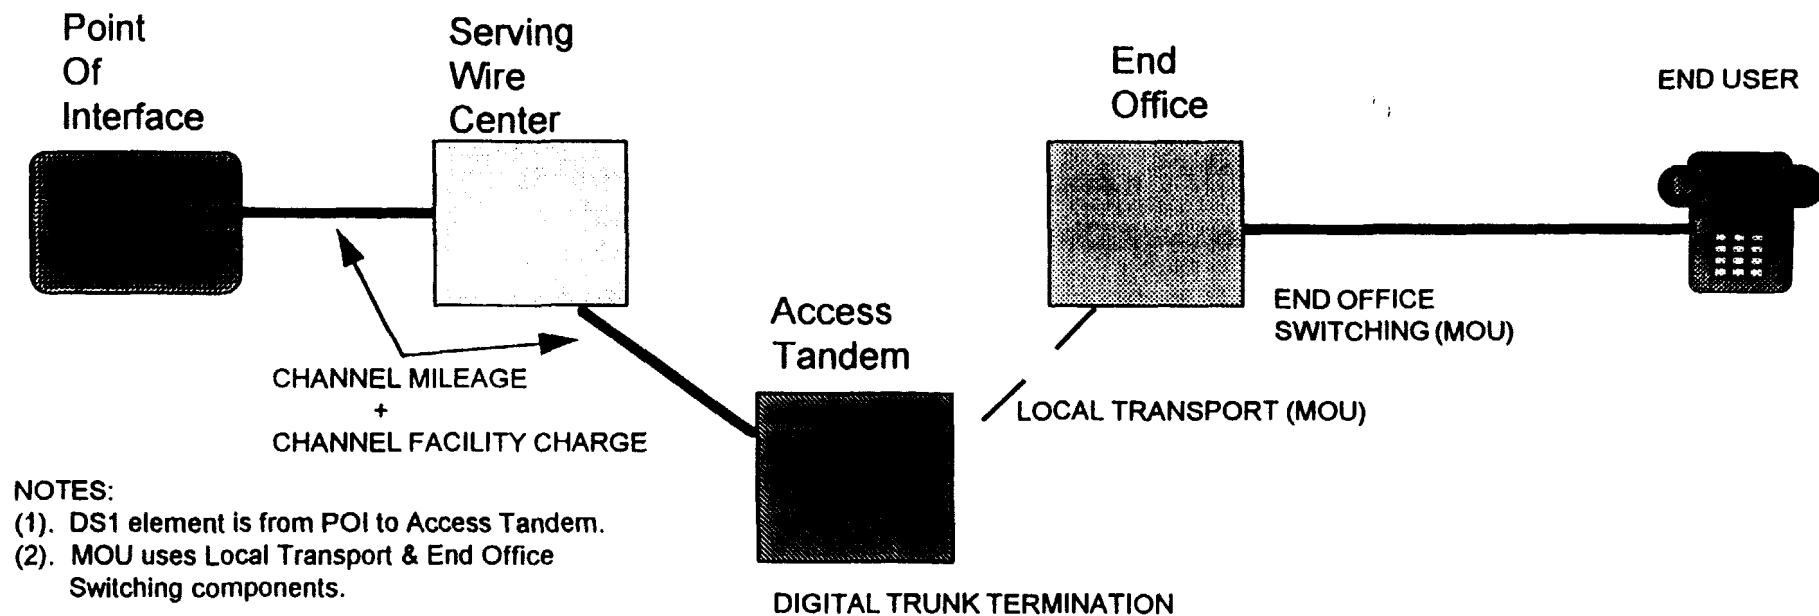 Point
Of
Interface
Serving
Wire
Center
End
Office
END USER
Access
Tandem
END OFFICE
SWITCHING (MOU)
LOCAL TRANSPORT (MOU)
CHANNEL MILEAGE
+
CHANNEL FACILITY CHARGE
NOTES:
(1). DS1 element is from POI to Access Tandem.
(2). MOU uses Local Transport & End Office
Switching components.
DIGITAL TRUNK TERMINATION